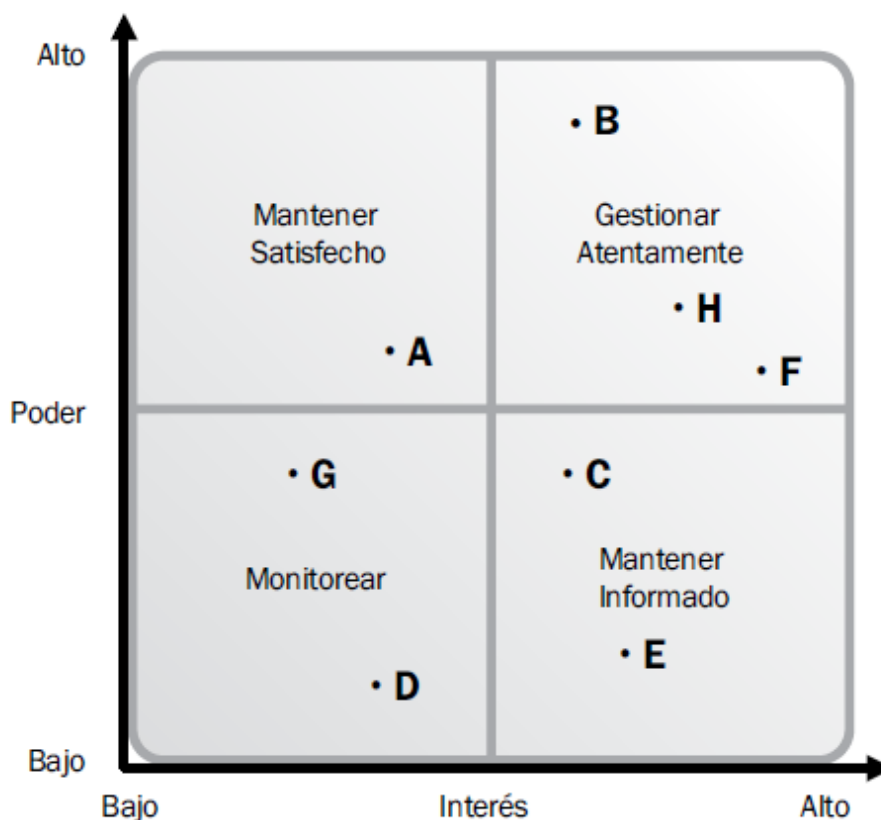 Alto
B
Mantener
Satisfecho
Gestionar
Atentamente
H
A
F
Poder
G
C
Monitorear
Mantener
Informado
E
D
Bajo
Bajo
Interés
Alto